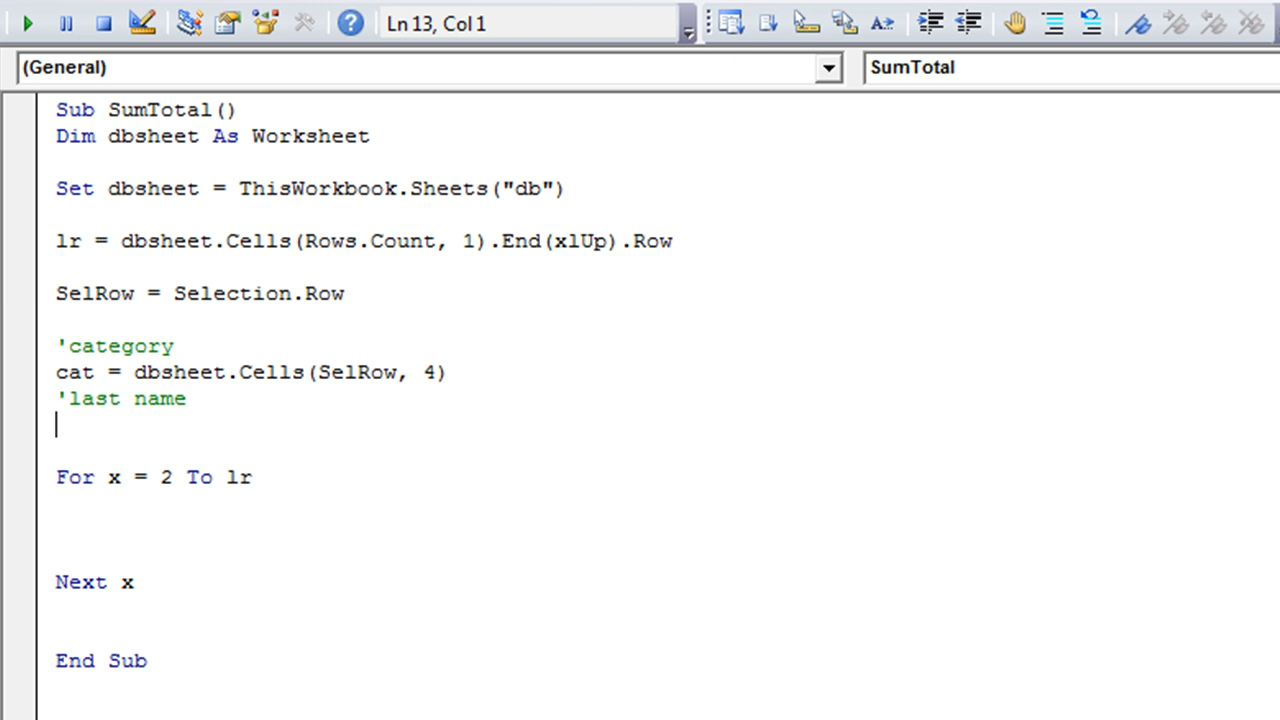 Ln 13, Col 1
(General)
SumTotal
Sub SumTotal()
Dim dbsheet As Worksheet
Set dbsheet = ThisWorkbook.Sheets("db")
lr = dbsheet.Cells(Rows.Count, 1).End(xlUp).Row
SelRow = Selection.Row
'category
cat = dbsheet.Cells(SelRow, 4)
'last name
For x = 2 To lr
Next x
End Sub